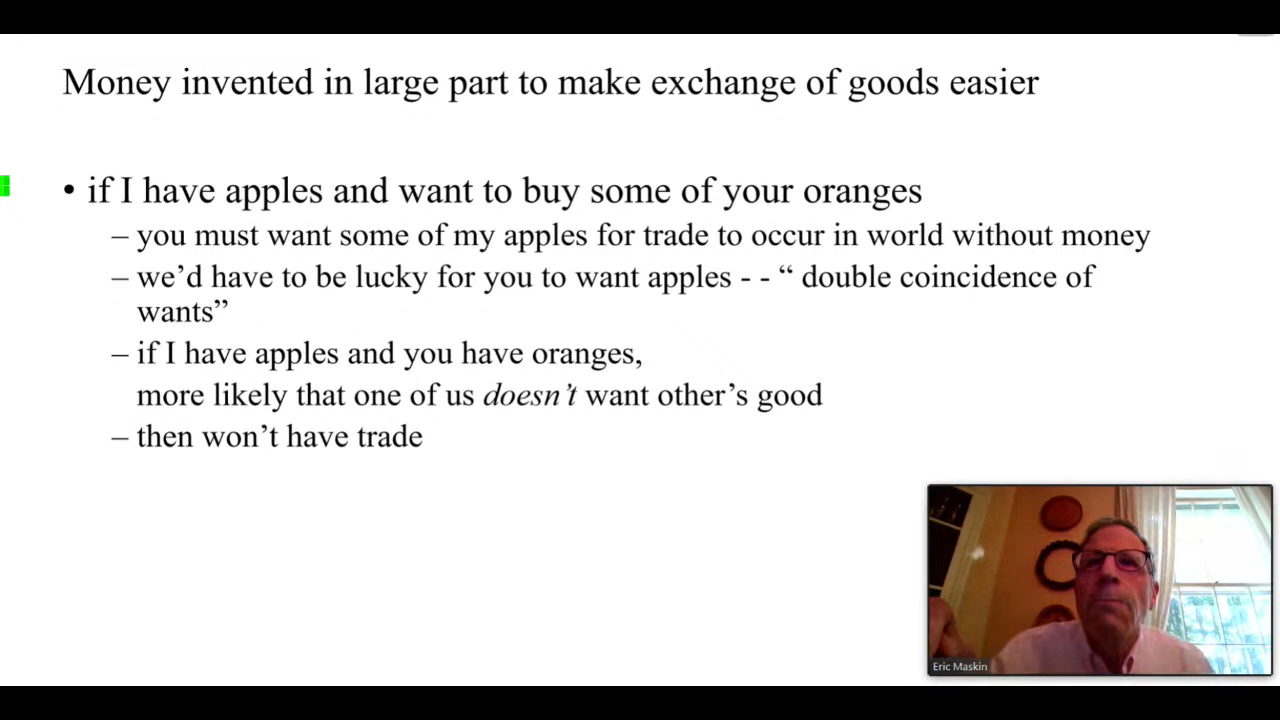 Money invented in large part to make exchange of goods easier
• if I have apples and want to buy some of your oranges
– you must want some of my apples for trade to occur in world without money
– we’d have to be lucky for you to want apples - - “ double coincidence of
wants”
– if I have apples and you have oranges,
more likely that one of us doesn’t want other’s good
– then won’t have trade
Eric Maskin